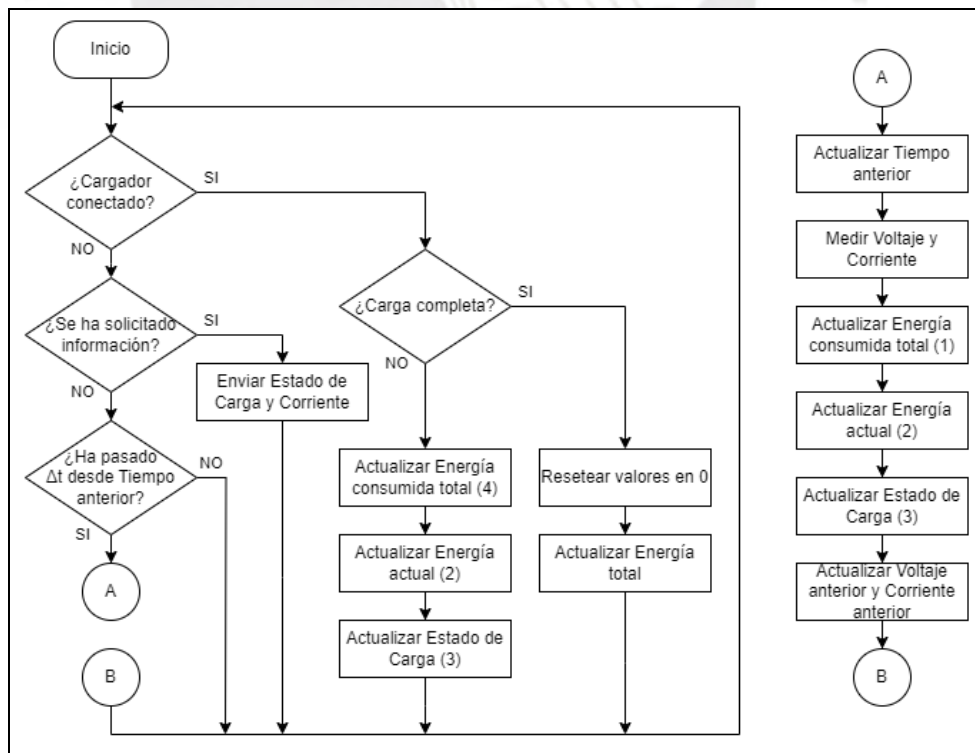 Inicio
¿Cargador
conectado?
SI
NO
¿Se ha solicitado
información?
SI
NO
Enviar Estado de
Carga y Corriente
¿Ha pasado
Δt desde Tiempo
anterior?
NO
SI
A
B
¿Carga completa?
SI
NO
Actualizar Energía
consumida total (4)
Actualizar Energía
actual (2)
Actualizar Estado de
Carga (3)
Resetear valores en 0
Actualizar Energía
total
A
Actualizar Tiempo
anterior
Medir Voltaje y
Corriente
Actualizar Energía
consumida total (1)
Actualizar Energía
actual (2)
Actualizar Estado de
Carga (3)
Actualizar Voltaje
anterior y Corriente
anterior
B